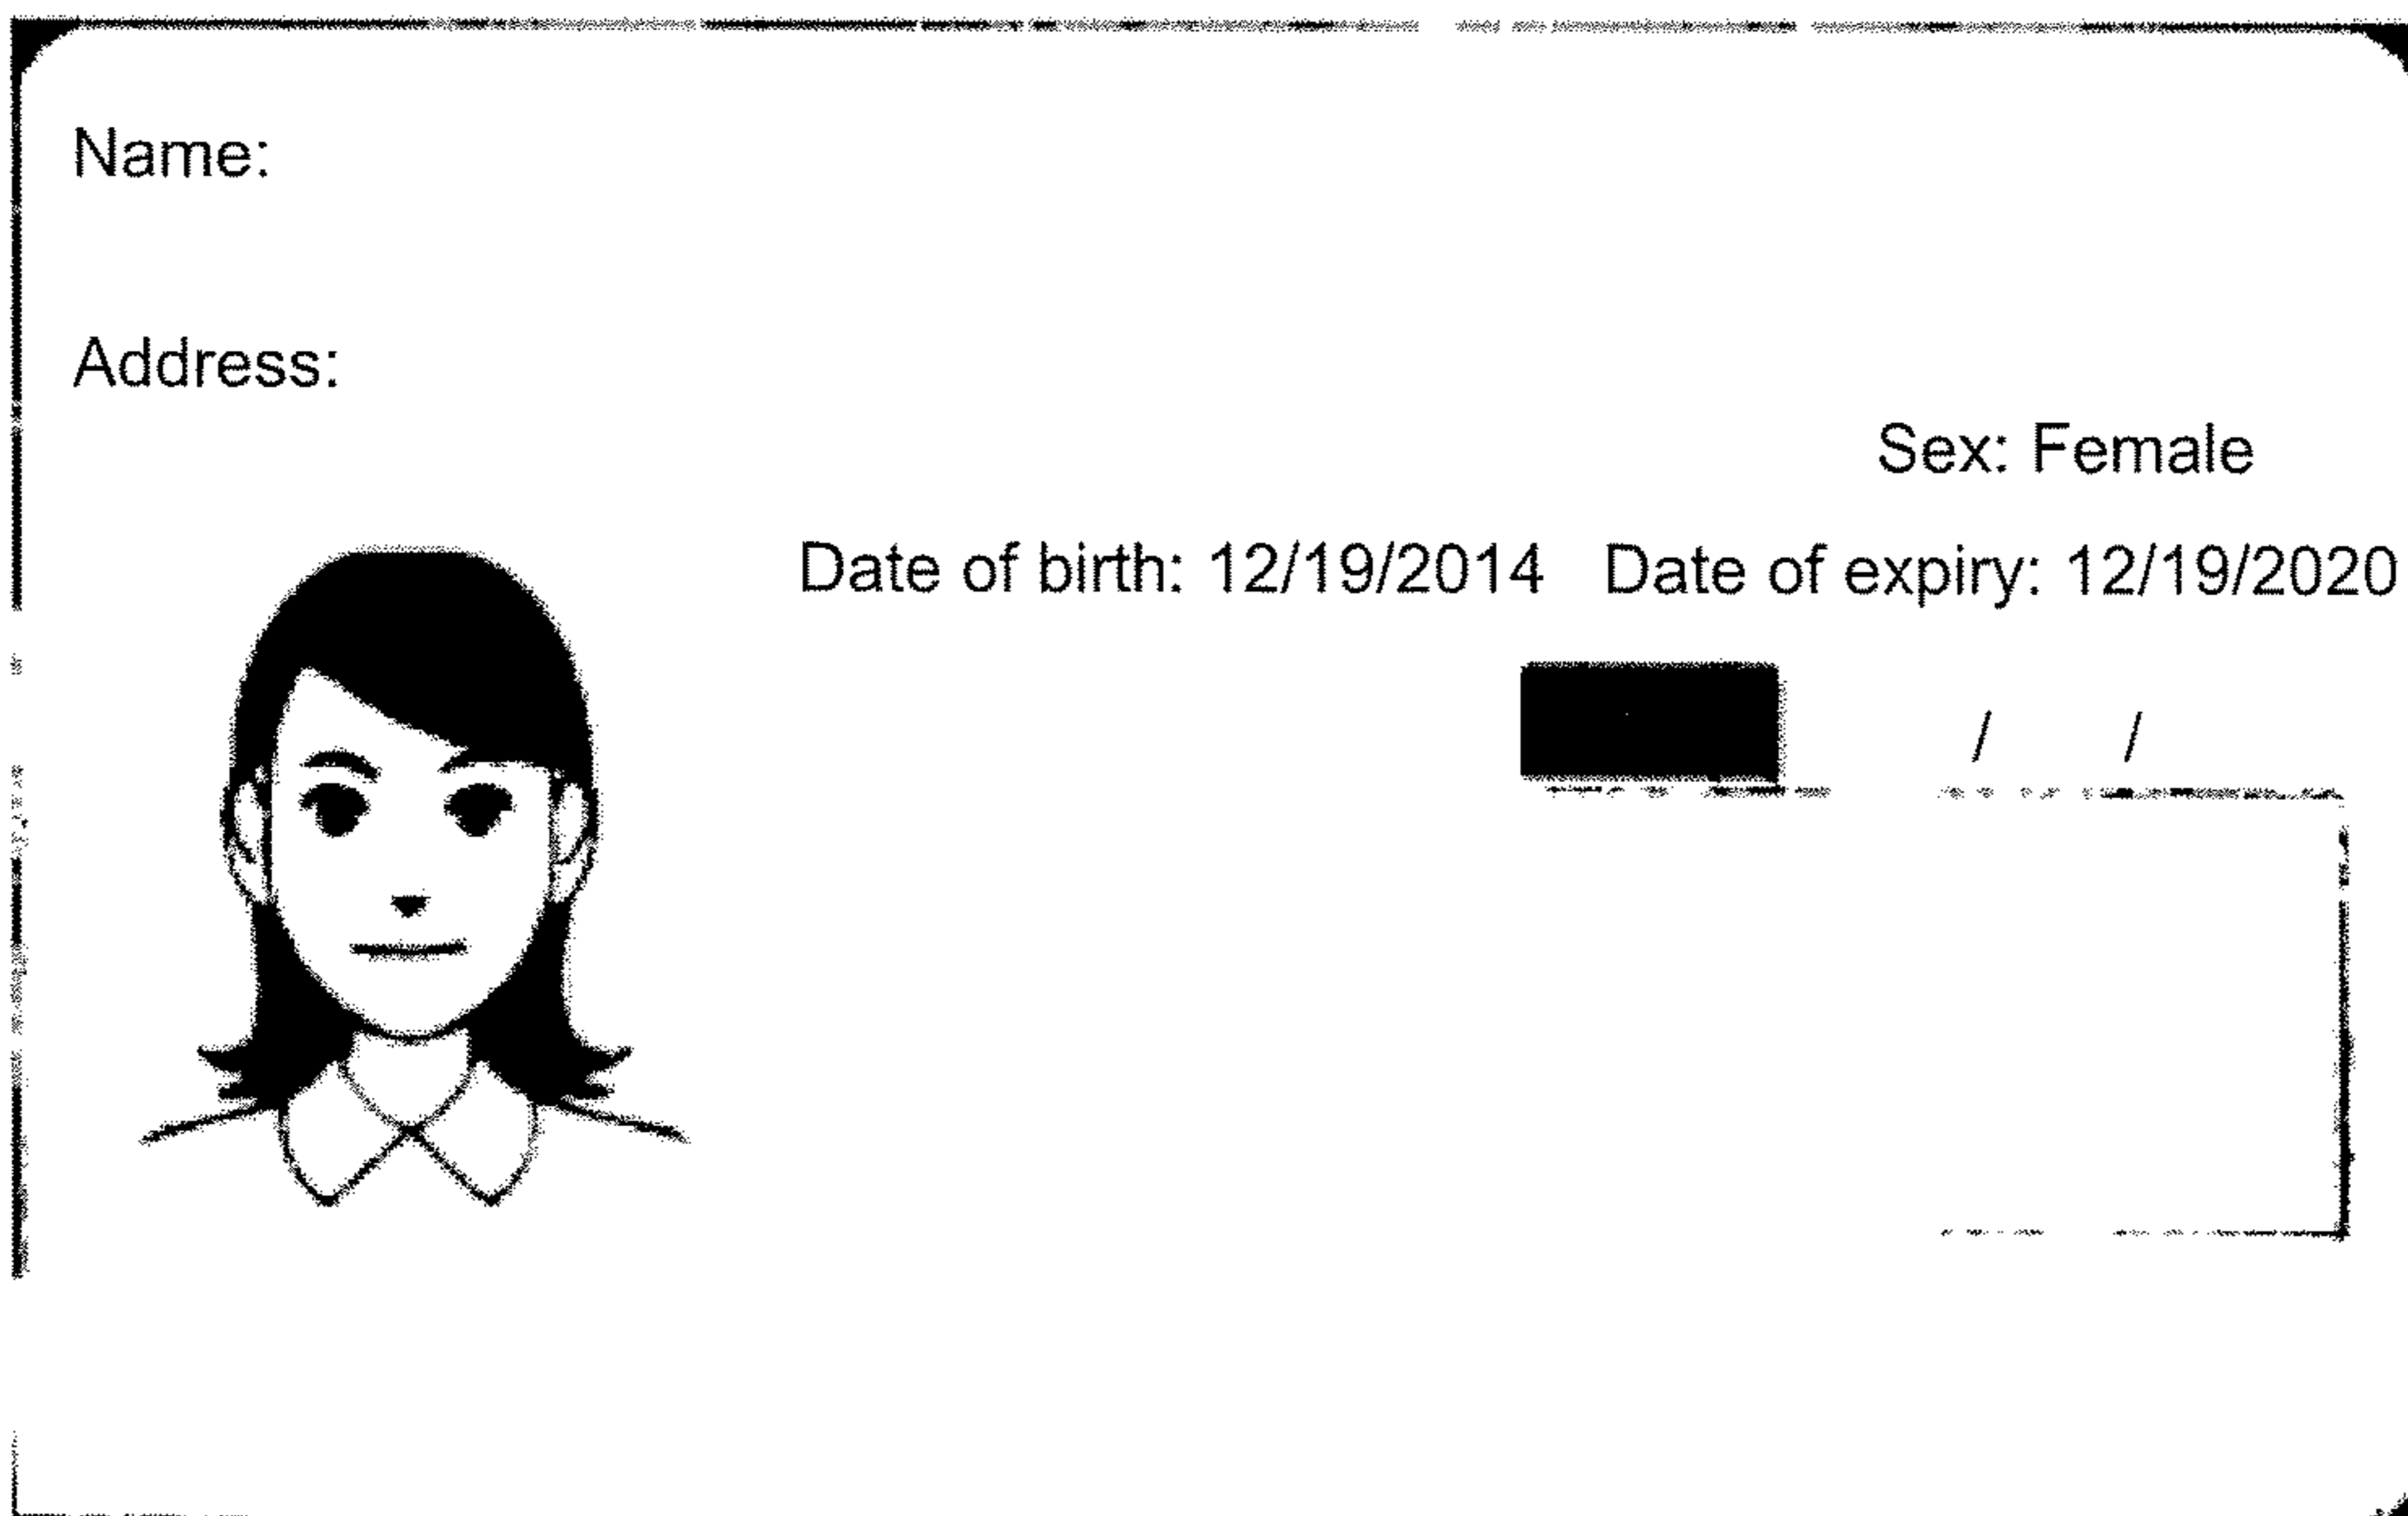 Name:
Address:
Sex: Female
Date of birth: 12/19/2014 Date of expiry: 12/19/2020
/ /